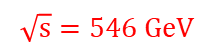 √s = 546 GeV